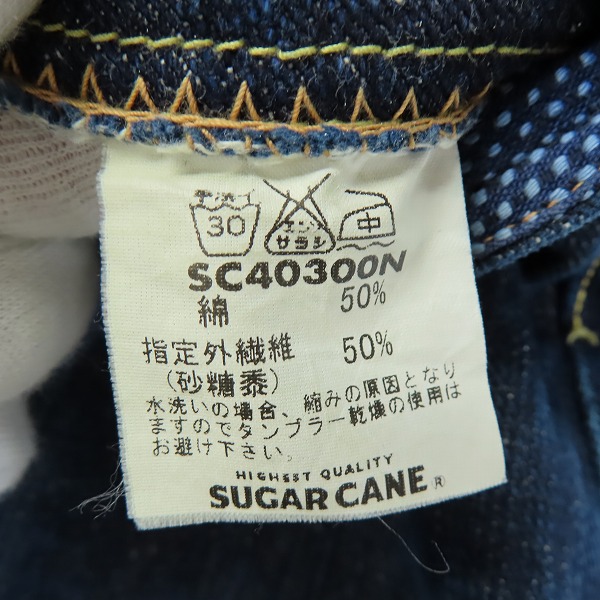 テアライ
30 エンソ サラシ 中
SC40300N
綿 50%
指定外繊維 50%
(砂糖黍)
水洗いの場合、縮みの原因となり
ますのでタンブラー乾燥の使用は
お避け下さい。
HIGHEST QUALITY
SUGAR CANE ®